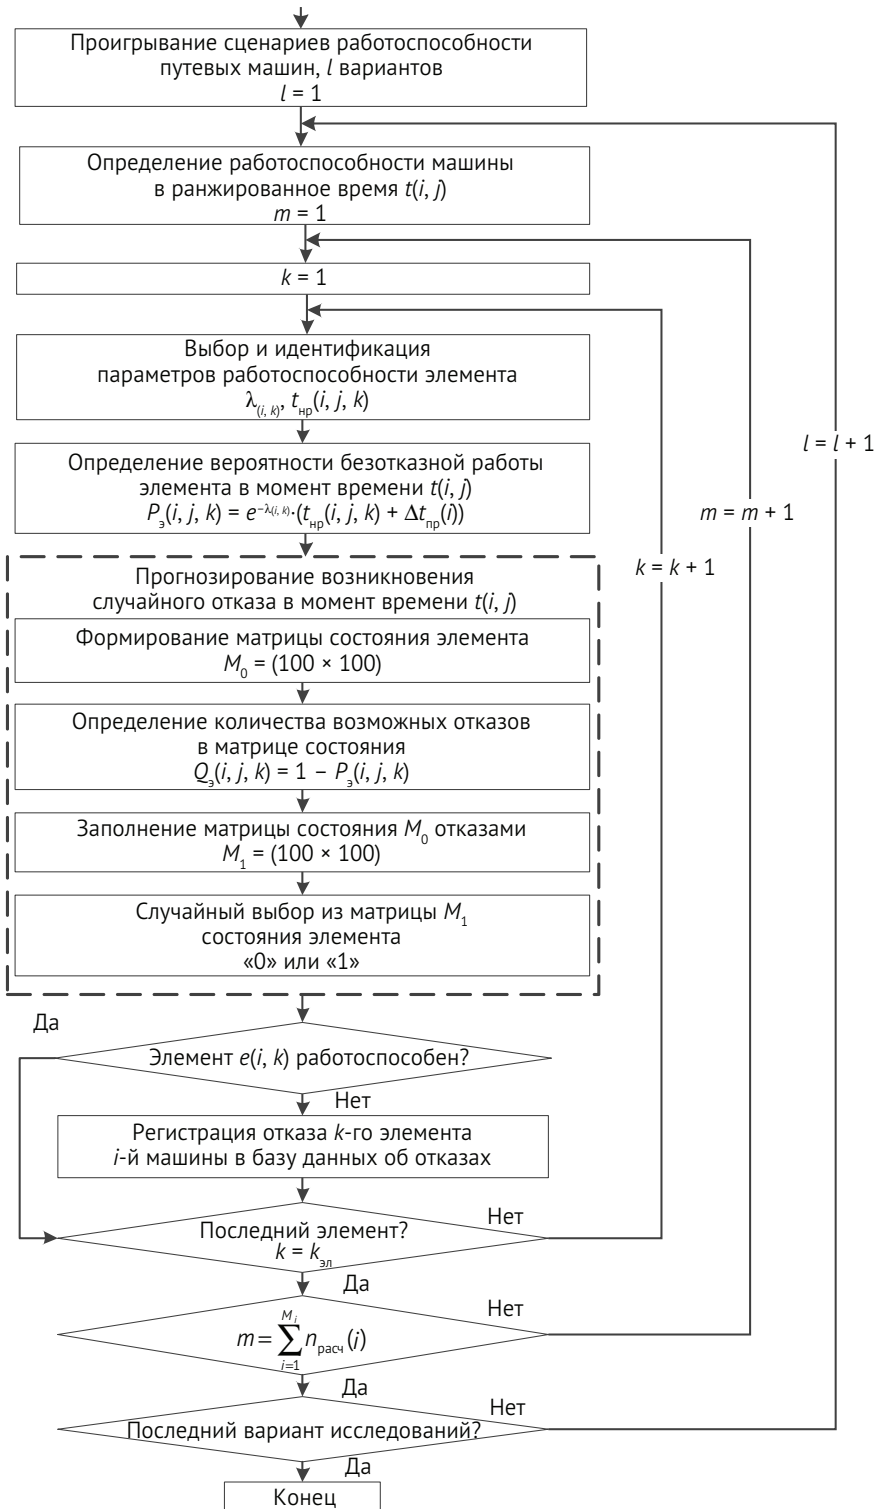 Проигрывание сценариев работоспособности
путевых машин, l вариантов
l = 1
Определение работоспособности машины
в ранжированное время t(i, j)
m = 1
k = 1
Выбор и идентификация
параметров работоспособности элемента
λ(i, k), tнр(i, j, k)
Определение вероятности безотказной работы
элемента в момент времени t(i, j)
Pэ(i, j, k) = e−λ(i, k)·(tнр(i, j, k) + Δtпр(i))
l = l + 1
m = m + 1
k = k + 1
Прогнозирование возникновения
случайного отказа в момент времени t(i, j)
Формирование матрицы состояния элемента
M0 = (100 × 100)
Определение количества возможных отказов
в матрице состояния
Qэ(i, j, k) = 1 − Pэ(i, j, k)
Заполнение матрицы состояния M0 отказами
M1 = (100 × 100)
Случайный выбор из матрицы M1
состояния элемента
«0» или «1»
Да
Элемент e(i, k) работоспособен?
Нет
Регистрация отказа k-го элемента
i-й машины в базу данных об отказах
Последний элемент?
k = kэл
Нет
Да
m = ∑ i=1 Mi nрасч(i)
Нет
Да
Последний вариант исследований?
Нет
Да
Конец